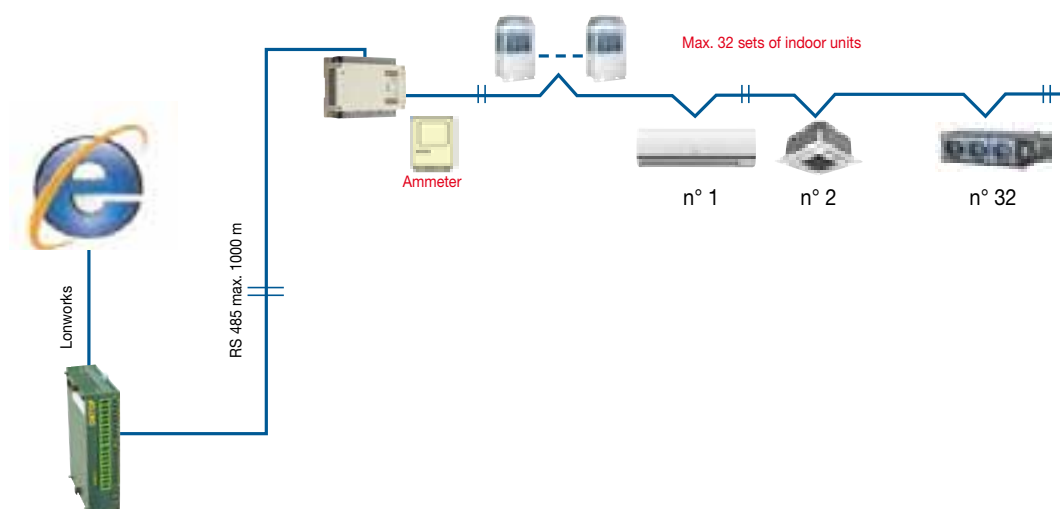 Max. 32 sets of indoor units
Ammeter
n° 1
n° 2
n° 32
RS 485 max. 1000 m
Lonworks